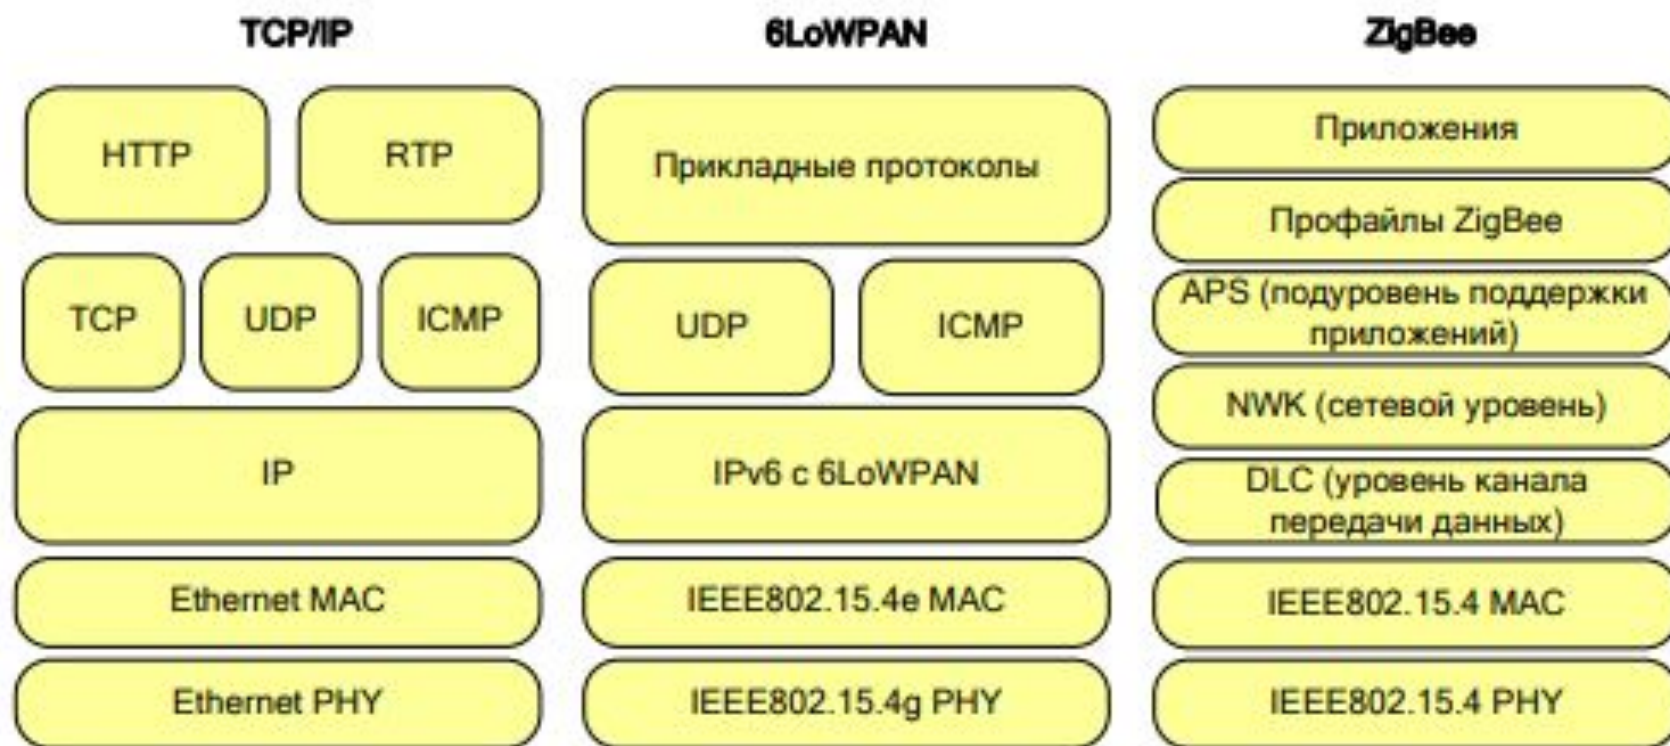 TCP/IP
HTTP
RTP
TCP
UDP
ICMP
IP
Ethernet MAC
Ethernet PHY
6LoWPAN
Прикладные протоколы
UDP
ICMP
IPv6 с 6LoWPAN
IEEE802.15.4e MAC
IEEE802.15.4g PHY
ZigBee
Приложения
Профайлы ZigBee
APS (подуровень поддержки
приложений)
NWK (сетевой уровень)
DLC (уровень канала
передачи данных)
IEEE802.15.4 MAC
IEEE802.15.4 PHY